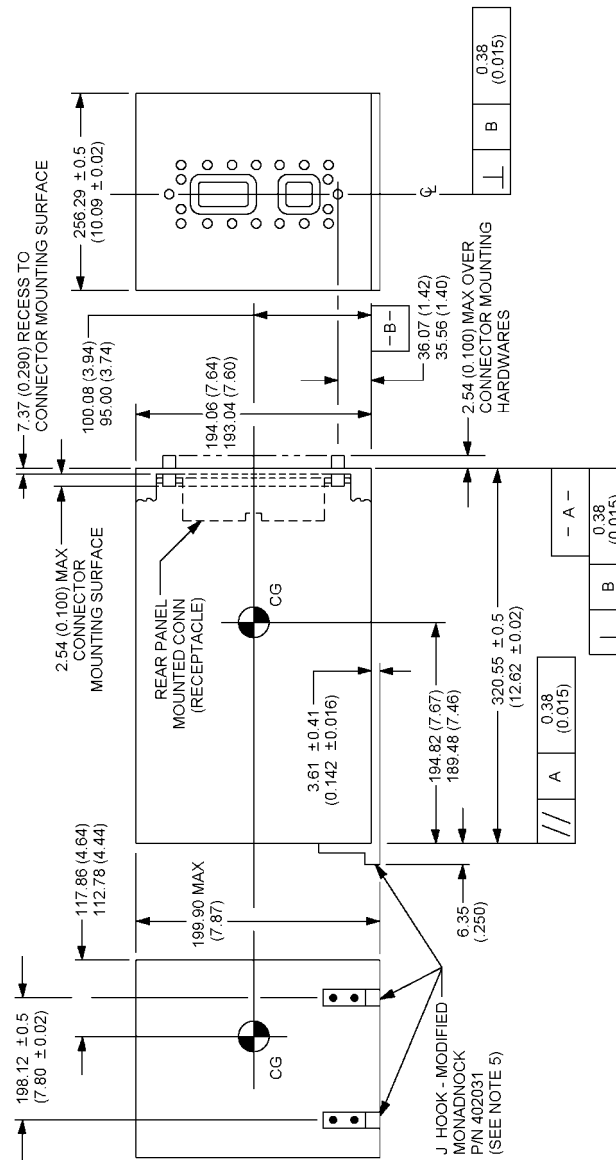 198.12 ± 0.5
(7.80 ± 0.02)
117.86 (4.64)
112.78 (4.44)
199.90 MAX
(7.87)
CG
J HOOK - MODIFIED
MONADNOCK
P/N 402031
(SEE NOTE 5)
6.35
(.250)
2.54 (0.100) MAX
CONNECTOR
MOUNTING SURFACE
REAR PANEL
MOUNTED CONN
(RECEPTACLE)
CG
3.61 ±0.41
(0.142 ±0.016)
194.82 (7.67)
189.48 (7.46)
320.55 ±0.5
(12.62 ±0.02)
// A 0.38
(0.015)
- A -
⊥ B 0.38
(0.015)
7.37 (0.290) RECESS TO
CONNECTOR MOUNTING SURFACE
100.08 (3.94)
95.00 (3.74)
194.06 (7.64)
193.04 (7.60)
256.29 ±0.5
(10.09 ±0.02)
-B-
36.07 (1.42)
35.56 (1.40)
2.54 (0.100) MAX OVER
CONNECTOR MOUNTING
HARDWARES
CL
⊥ B 0.38
(0.015)